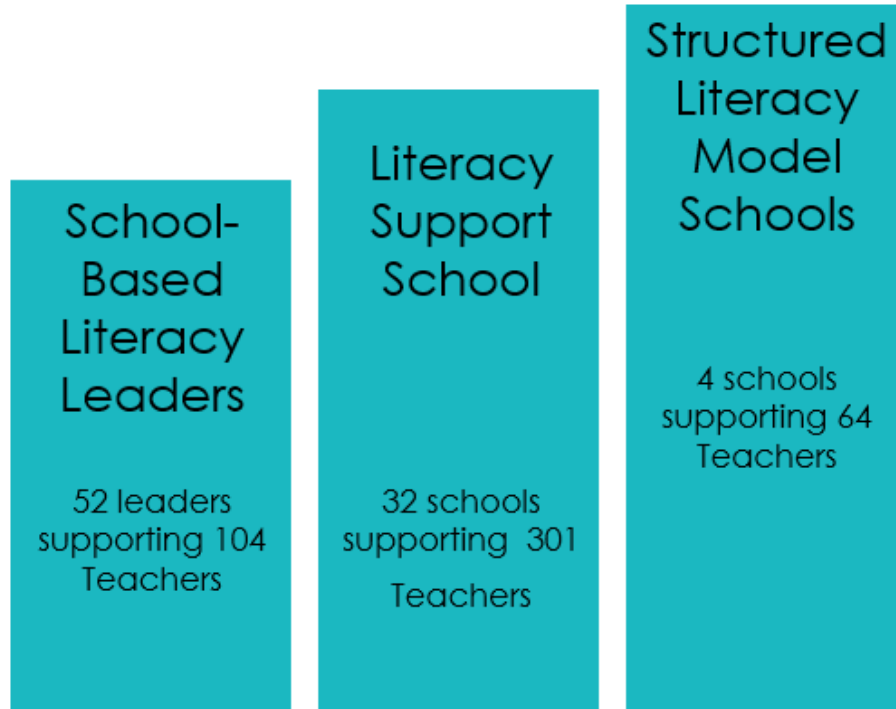 School-
Based
Literacy
Leaders
52 leaders
supporting 104
Teachers
Literacy
Support
School
32 schools
supporting  301
Teachers
Structured
Literacy
Model
Schools
4 schools
supporting 64
Teachers